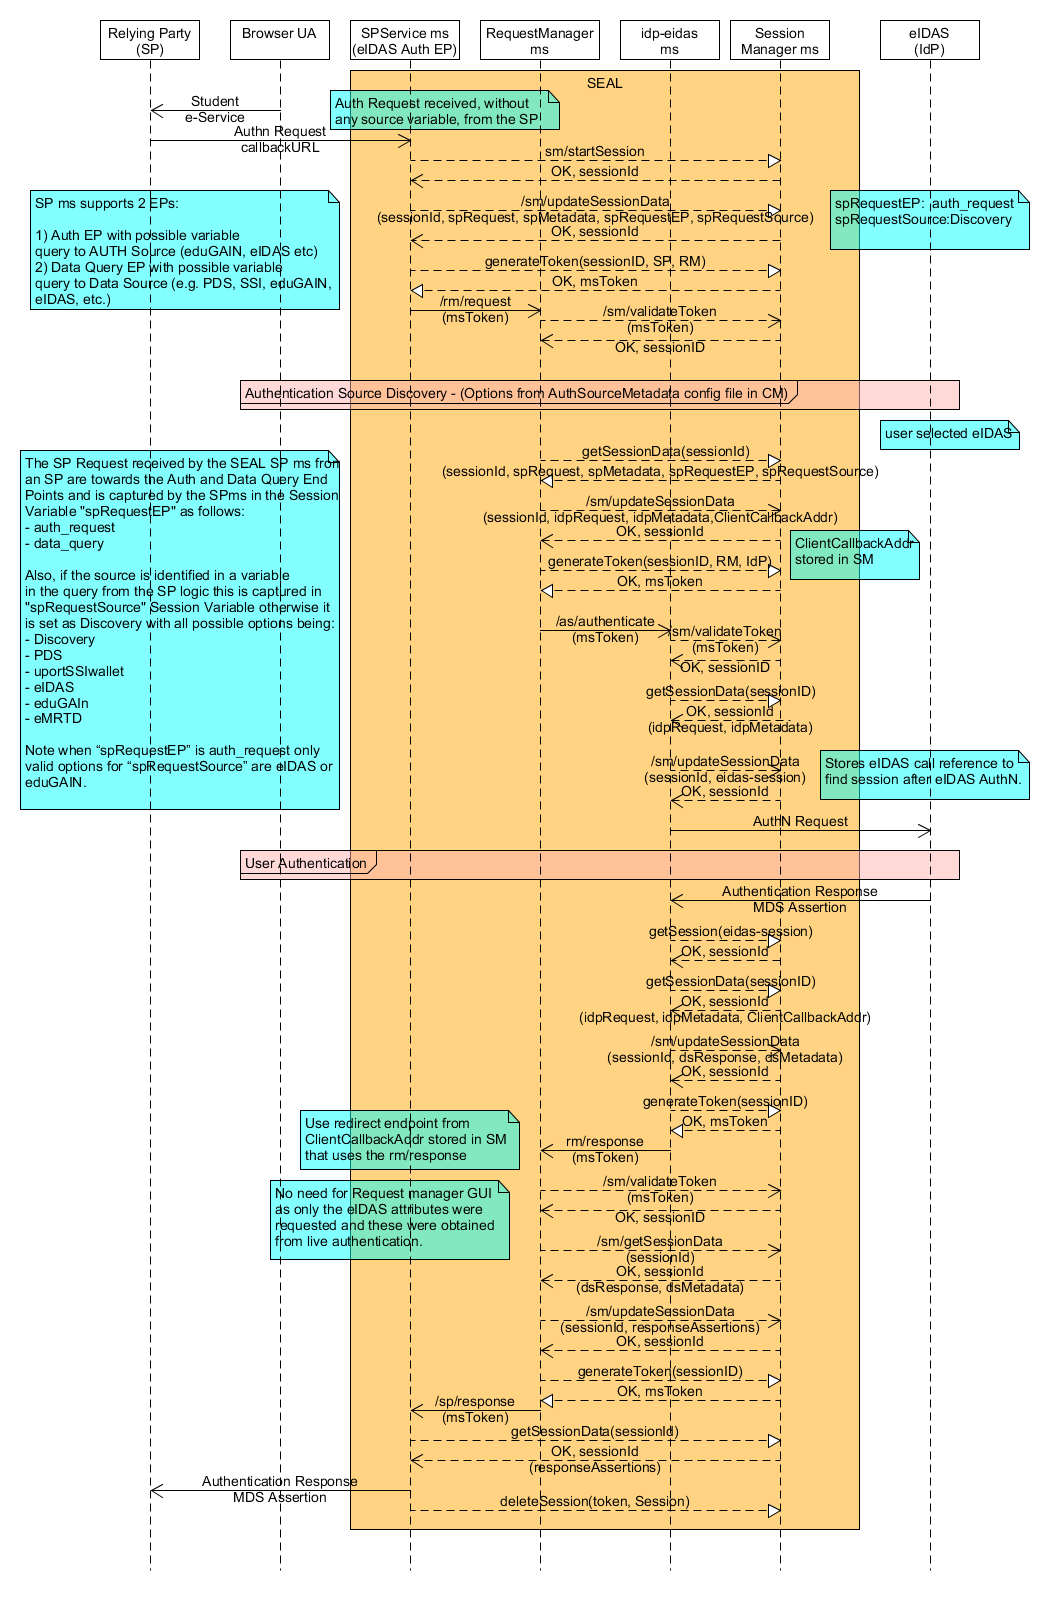 Relying Party
(SP)
Browser UA
SPService ms
(eIDAS Auth EP)
RequestManager
ms
idp-eidas
ms
Session
Manager ms
eIDAS
(IdP)
SEAL
Student
e-Service
Auth Request received, without
any source variable, from the SP
Authn Request
callbackURL
sm/startSession
OK, sessionId
SP ms supports 2 EPs:
1) Auth EP with possible variable
query to AUTH Source (eduGAIN, eIDAS etc)
2) Data Query EP with possible variable
query to Data Source (e.g. PDS, SSI, eduGAIN,
eIDAS, etc.)
/sm/updateSessionData
(sessionId, spRequest, spMetadata, spRequestEP, spRequestSource)
OK, sessionId
spRequestEP: auth_request
spRequestSource:Discovery
generateToken(sessionID, SP, RM)
OK, msToken
/rm/request
(msToken)
/sm/validateToken
(msToken)
OK, sessionID
Authentication Source Discovery - (Options from AuthSourceMetadata config file in CM)
user selected eIDAS
The SP Request received by the SEAL SP ms from
an SP are towards the Auth and Data Query End
Points and is captured by the SPms in the Session
Variable "spRequestEP" as follows:
- auth_request
- data_query
Also, if the source is identified in a variable
in the query from the SP logic this is captured in
"spRequestSource" Session Variable otherwise it
is set as Discovery with all possible options being:
- Discovery
- PDS
- uportSSIwallet
- eIDAS
- eduGAIn
- eMRTD
Note when “spRequestEP” is auth_request only
valid options for “spRequestSource” are eIDAS or
eduGAIN.
getSessionData(sessionId)
(sessionId, spRequest, spMetadata, spRequestEP, spRequestSource)
/sm/updateSessionData
(sessionId, idpRequest, idpMetadata,ClientCallbackAddr)
OK, sessionId
ClientCallbackAddr
stored in SM
generateToken(sessionID, RM, IdP)
OK, msToken
/as/authenticate
(msToken)
/sm/validateToken
(msToken)
OK, sessionID
getSessionData(sessionID)
OK, sessionId
(idpRequest, idpMetadata)
/sm/updateSessionData
(sessionId, eidas-session)
OK, sessionId
Stores eIDAS call reference to
find session after eIDAS AuthN.
AuthN Request
User Authentication
Authentication Response
MDS Assertion
getSession(eidas-session)
OK, sessionId
getSessionData(sessionID)
OK, sessionId
(idpRequest, idpMetadata, ClientCallbackAddr)
/sm/updateSessionData
(sessionId, dsResponse, dsMetadata)
OK, sessionId
generateToken(sessionID)
OK, msToken
Use redirect endpoint from
ClientCallbackAddr stored in SM
that uses the rm/response
rm/response
(msToken)
No need for Request manager GUI
as only the eIDAS attributes were
requested and these were obtained
from live authentication.
/sm/validateToken
(msToken)
OK, sessionID
/sm/getSessionData
(sessionId)
OK, sessionId
(dsResponse, dsMetadata)
/sm/updateSessionData
(sessionId, responseAssertions)
OK, sessionId
generateToken(sessionID)
OK, msToken
/sp/response
(msToken)
getSessionData(sessionId)
OK, sessionId
(responseAssertions)
Authentication Response
MDS Assertion
deleteSession(token, Session)